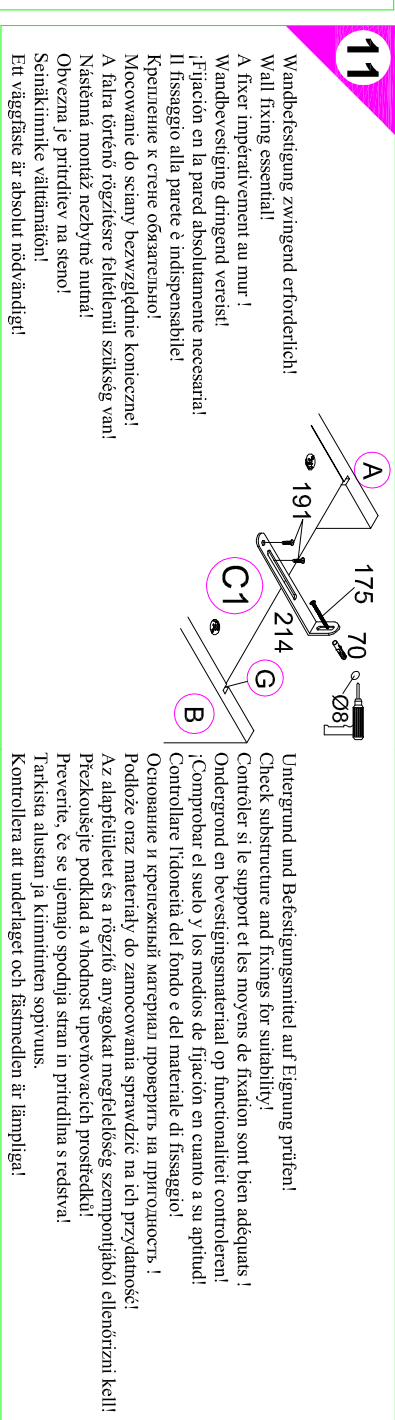 11
Wandbefestigung zwingend erforderlich!
Wall fixing essential!
A fixer impérativement au mur !
Wandbevestiging dringend vereist!
¡Fijación en la pared absolutamente necesaria!
Il fissaggio alla parete è indispensabile!
Крепление к стене обязательно!
Mocowanie do sciany bezwzględnie konieczne!
A falra történő rögzítésre feltétlenül szükség van!
Nástěnná montáž nezbytně nutná!
Obvezna je pritrditev na steno!
Seinäkiinnike välttämätön!
Ett väggfäste är absolut nödvändigt!
A
191
175
70
Ø8
C1
214
G
B
Untergrund und Befestigungsmittel auf Eignung prüfen!
Check substructure and fixings for suitability!
Contrôler si le support et les moyens de fixation sont bien adéquats !
Ondergrond en bevestigingsmateriaal op functionaliteit controleren!
¡Comprobar el suelo y los medios de fijación en cuanto a su aptitud!
Controllare l'idoneità del fondo e del materiale di fissaggio!
Основание и крепежный материал проверить на пригодность !
Podłoże oraz materiały do zamocowania sprawdzić na ich przydatność!
Az alapfelületet és a rögzítő anyagokat megfelelőség szempontjából ellenőrizni kell!
Přezkoušejte podklad a vhodnost upevňovacích prostředků!
Preverite, če se ujemajo spodnja stran in pritrdilna s redstva!
Tarkista alustan ja kiinnitinten sopivuus.
Kontrollera att underlaget och fästmedlen är lämpliga!